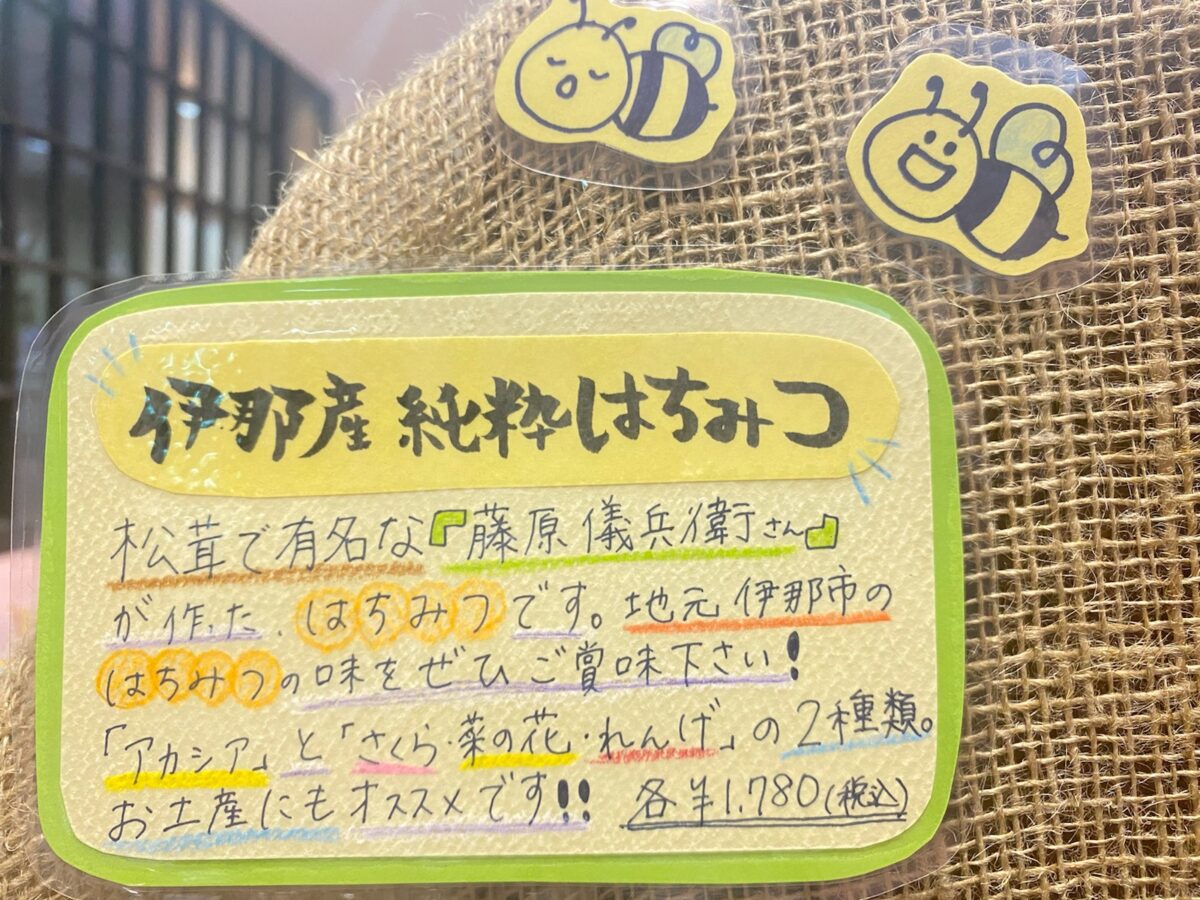 伊那産 純粋はちみつ
松茸で有名な『藤原儀兵衛さん』
が作った、はちみつです。地元伊那市の
はちみつの味をぜひご賞味下さい!
「アカシア」と「さくら・菜の花・れんげ」の2種類。
お土産にもオススメです!! 各¥1,780(税込)